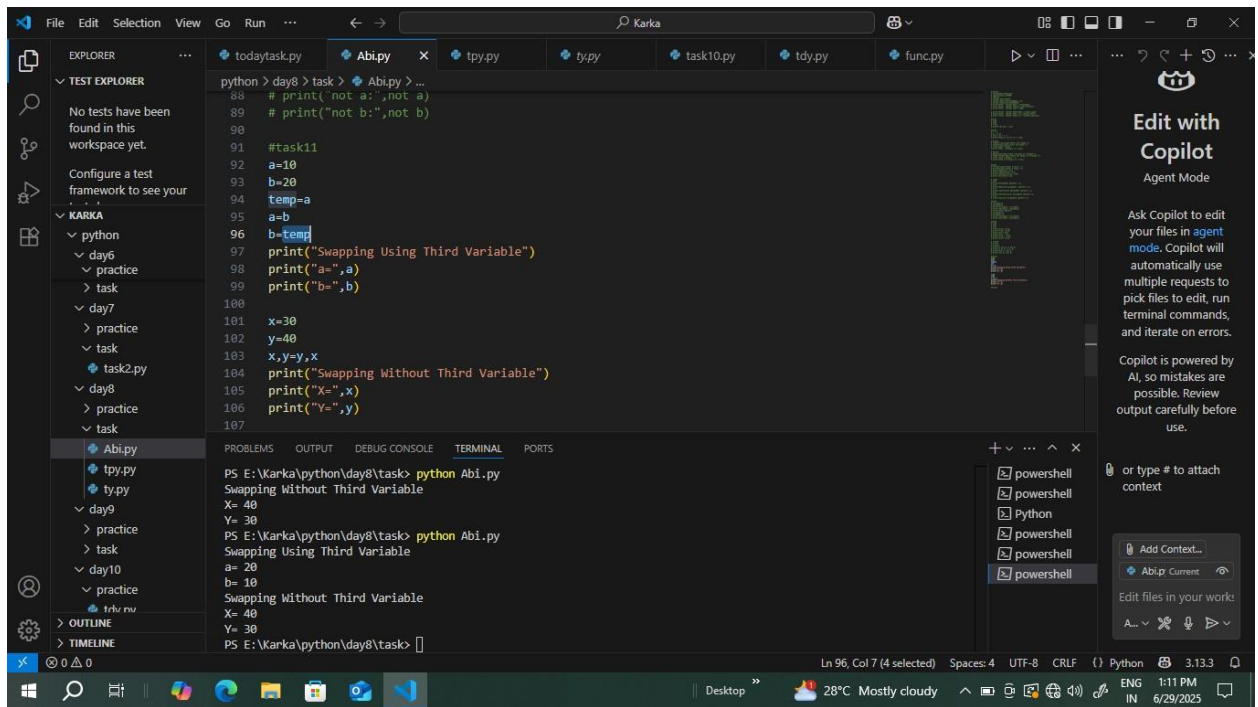 File Edit Selection View Go Run ... Karka
EXPLORER ...
TEST EXPLORER
No tests have been
found in this
workspace yet.
Configure a test
framework to see your
KARKA
python
day6
practice
task
day7
practice
task
task2.py
day8
practice
task
Abi.py
tpy.py
ty.py
day9
practice
task
day10
practice
tdy.py
OUTLINE
TIMELINE
todaytask.py Abi.py tpy.py ty.py task10.py tdy.py func.py
python > day8 > task > Abi.py > ...
88 # print("not a:",not a)
89 # print("not b:",not b)
90
91 #task11
92 a=10
93 b=20
94 temp=a
95 a=b
96 b=temp
97 print("Swapping Using Third Variable")
98 print("a=",a)
99 print("b=",b)
100
101 x=30
102 y=40
103 x,y=y,x
104 print("Swapping Without Third Variable")
105 print("X=",x)
106 print("Y=",y)
107
PROBLEMS OUTPUT DEBUG CONSOLE TERMINAL PORTS
PS E:\Karka\python\day8\task> python Abi.py
Swapping Without Third Variable
X= 40
Y= 30
PS E:\Karka\python\day8\task> python Abi.py
Swapping Using Third Variable
a= 20
b= 10
Swapping Without Third Variable
X= 40
Y= 30
PS E:\Karka\python\day8\task>
powershell
powershell
Python
powershell
powershell
powershell
Edit with
Copilot
Agent Mode
Ask Copilot to edit
your files in agent
mode. Copilot will
automatically use
multiple requests to
pick files to edit, run
terminal commands,
and iterate on errors.
Copilot is powered by
AI, so mistakes are
possible. Review
output carefully before
use.
or type # to attach
context
Add Context...
Abi.p Current
Edit files in your works
A...
0 0 Ln 96, Col 7 (4 selected) Spaces: 4 UTF-8 CRLF {} Python 3.13.3
Desktop 28°C Mostly cloudy ENG 1:11 PM
IN 6/29/2025